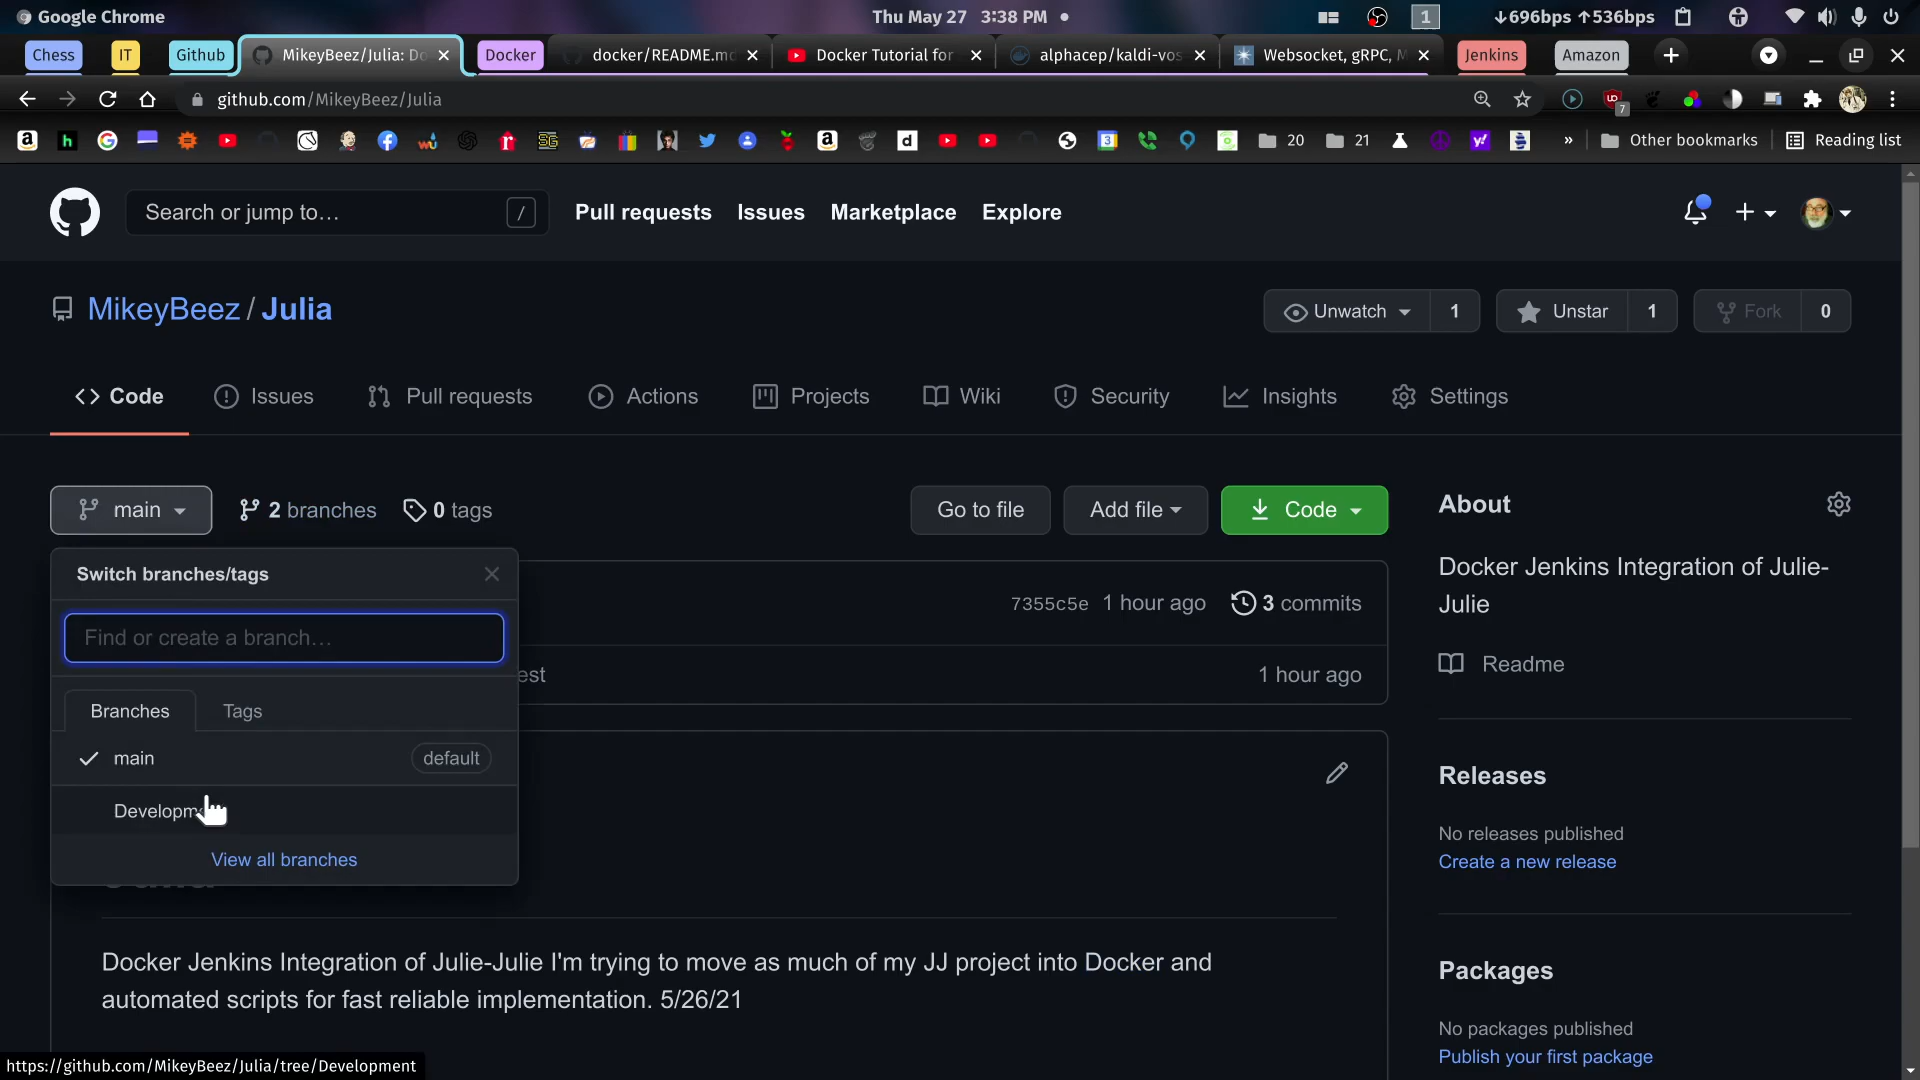 Google Chrome
Thu May 27 3:38 PM
1
↓696bps ↑536bps
Chess
IT
Github
MikeyBeez/Julia: Do
Docker
docker/README.md
Docker Tutorial for
alphacep/kaldi-vos
Websocket, gRPC, M
Jenkins
Amazon
github.com/MikeyBeez/Julia
7
20
21
»
Other bookmarks
Reading list
Search or jump to…
/
Pull requests
Issues
Marketplace
Explore
MikeyBeez / Julia
Unwatch
1
Unstar
1
Fork
0
Code
Issues
Pull requests
Actions
Projects
Wiki
Security
Insights
Settings
main
2 branches
0 tags
Go to file
Add file
Code
About
Docker Jenkins Integration of Julie-
Julie
Switch branches/tags
Find or create a branch…
7355c5e 1 hour ago
3 commits
est
1 hour ago
Readme
Branches
Tags
main
default
Developm
View all branches
Releases
No releases published
Create a new release
Docker Jenkins Integration of Julie-Julie I'm trying to move as much of my JJ project into Docker and
automated scripts for fast reliable implementation. 5/26/21
Packages
No packages published
Publish your first package
https://github.com/MikeyBeez/Julia/tree/Development